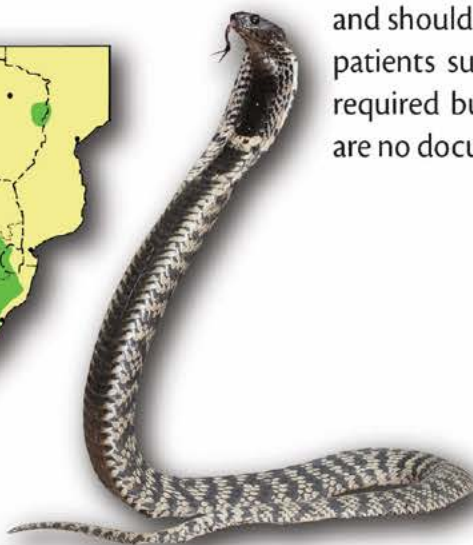 and should
patients su
required bu
are no docu